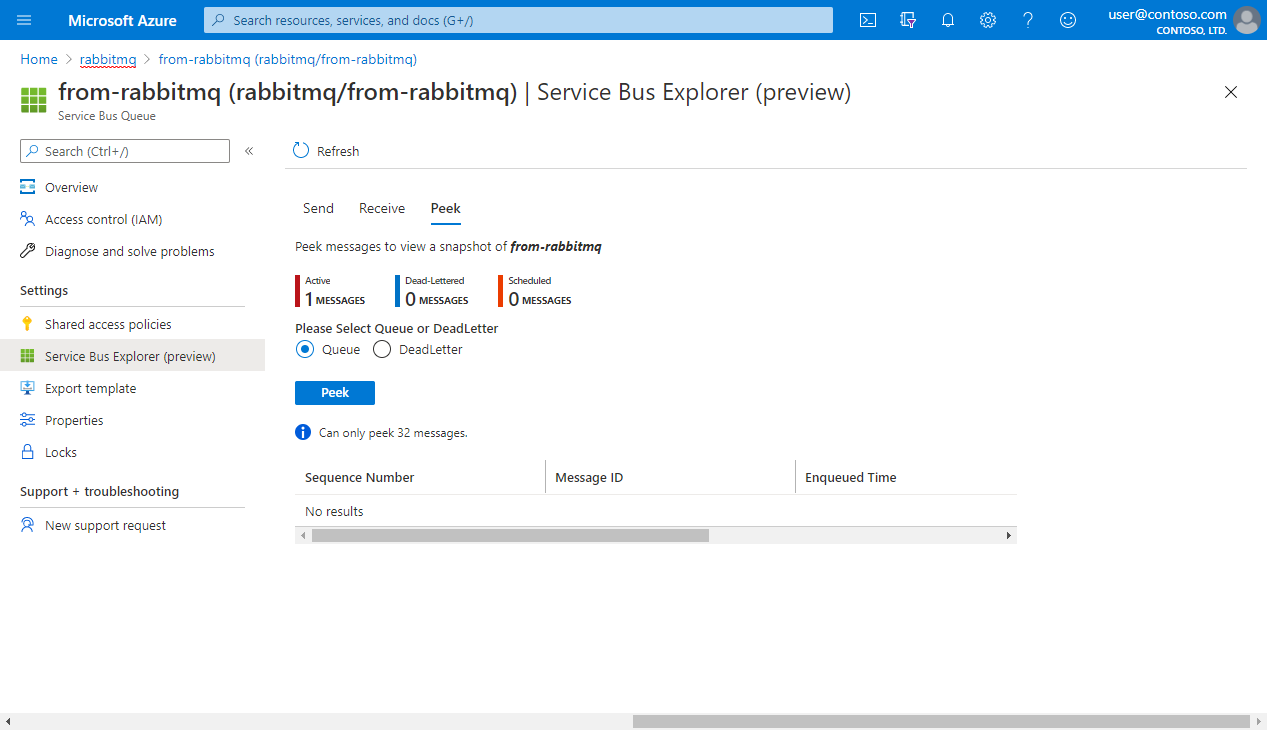 Microsoft Azure
Search resources, services, and docs (G+/)
user@contoso.com
CONTOSO, LTD.
Home > rabbitmq > from-rabbitmq (rabbitmq/from-rabbitmq)
from-rabbitmq (rabbitmq/from-rabbitmq) | Service Bus Explorer (preview)
Service Bus Queue
Search (Ctrl+/)
«
Overview
Access control (IAM)
Diagnose and solve problems
Settings
Shared access policies
Service Bus Explorer (preview)
Export template
Properties
Locks
Support + troubleshooting
New support request
Refresh
Send Receive Peek
Peek messages to view a snapshot of from-rabbitmq
Active Dead-Lettered Scheduled
1 MESSAGES 0 MESSAGES 0 MESSAGES
Please Select Queue or DeadLetter
Queue DeadLetter
Peek
Can only peek 32 messages.
Sequence Number Message ID Enqueued Time
No results